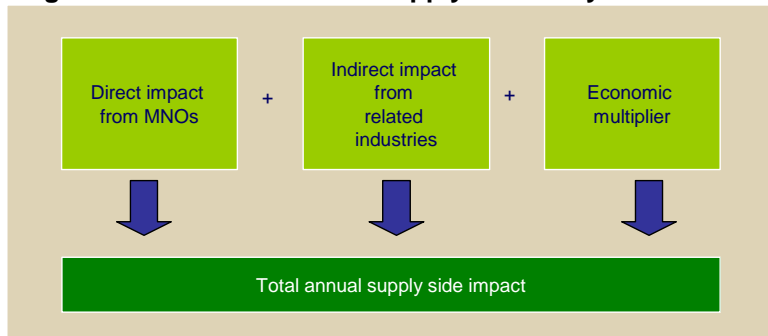 Direct impact
from MNOs
+
Indirect impact
from
related
industries
+
Economic
multiplier
Total annual supply side impact